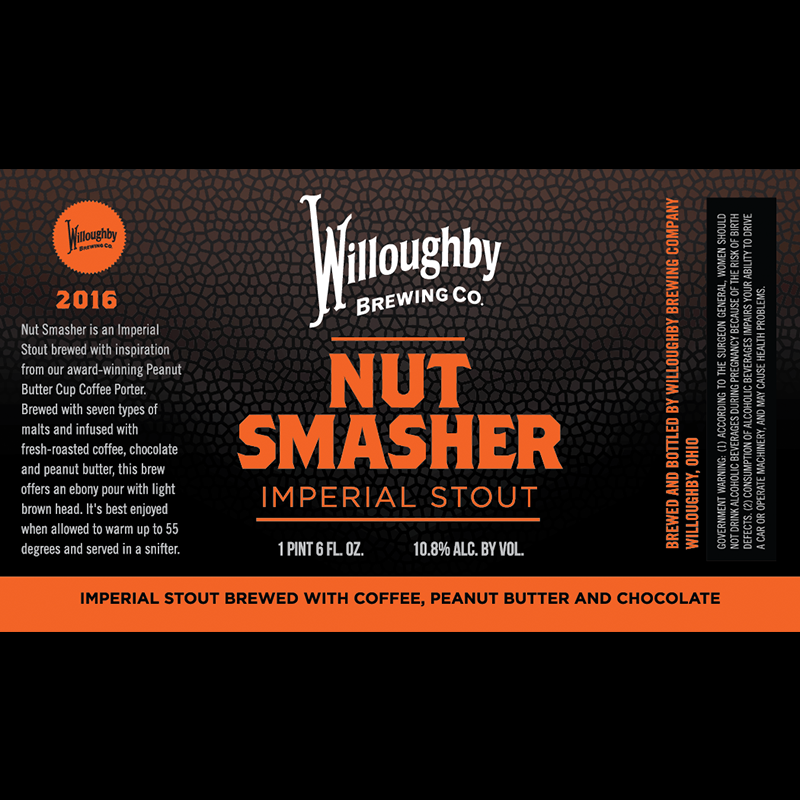 Willoughby
BREWING CO.
2016
Nut Smasher is an Imperial
Stout brewed with inspiration
from our award-winning Peanut
Butter Cup Coffee Porter.
Brewed with seven types of
malts and infused with
fresh-roasted coffee, chocolate
and peanut butter, this brew
offers an ebony pour with light
brown head. It's best enjoyed
when allowed to warm up to 55
degrees and served in a snifter.
Willoughby
BREWING CO.
NUT
SMASHER
IMPERIAL STOUT
1 PINT 6 FL. OZ. 10.8% ALC. BY VOL.
BREWED AND BOTTLED BY WILLOUGHBY BREWING COMPANY
WILLOUGHBY, OHIO
GOVERNMENT WARNING: (1) ACCORDING TO THE SURGEON GENERAL, WOMEN SHOULD
NOT DRINK ALCOHOLIC BEVERAGES DURING PREGNANCY BECAUSE OF THE RISK OF BIRTH
DEFECTS. (2) CONSUMPTION OF ALCOHOLIC BEVERAGES IMPAIRS YOUR ABILITY TO DRIVE
A CAR OR OPERATE MACHINERY, AND MAY CAUSE HEALTH PROBLEMS.
IMPERIAL STOUT BREWED WITH COFFEE, PEANUT BUTTER AND CHOCOLATE